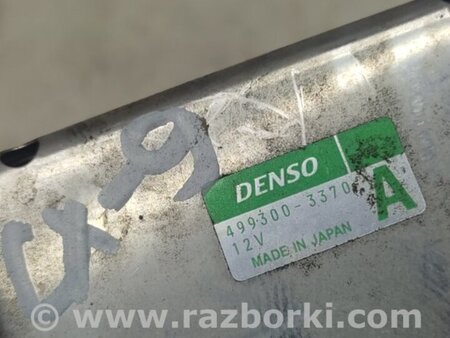 DENSO
499300-3370
12V
A
MADE IN JAPAN
www.razborki.com